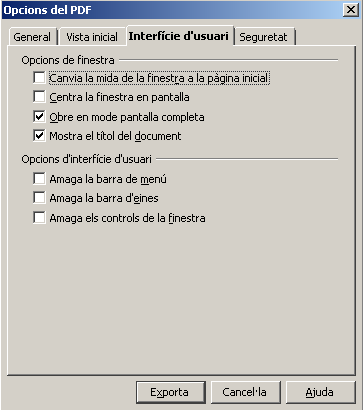 Opcions del PDF
General
Vista inicial
Interfície d'usuari
Seguretat
Opcions de finestra
Canvia la mida de la finestra a la pàgina inicial
Centra la finestra en pantalla
Obre en mode pantalla completa
Mostra el títol del document
Opcions d'interfície d'usuari
Amaga la barra de menú
Amaga la barra d'eines
Amaga els controls de la finestra
Exporta
Cancel·la
Ajuda